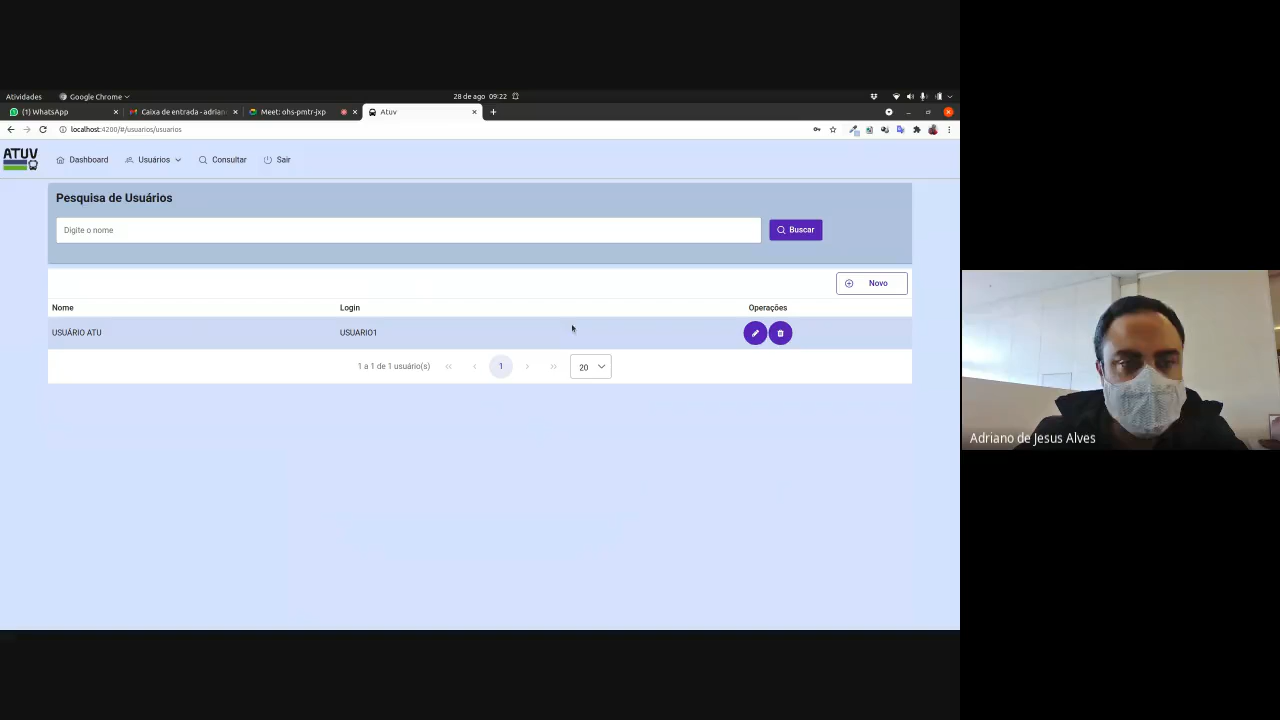 Atividades
Google Chrome
28 de ago 09:22
(1) WhatsApp
Caixa de entrada - adrian
Meet: ohs-pmtr-jxp
Atuv
localhost:4200/#/usuarios/usuarios
ATUV
Dashboard
Usuários
Consultar
Sair
Pesquisa de Usuários
Digite o nome
Buscar
Novo
Nome
Login
Operações
USUÁRIO ATU
USUARIO1
1 a 1 de 1 usuário(s)
1
20
Adriano de Jesus Alves